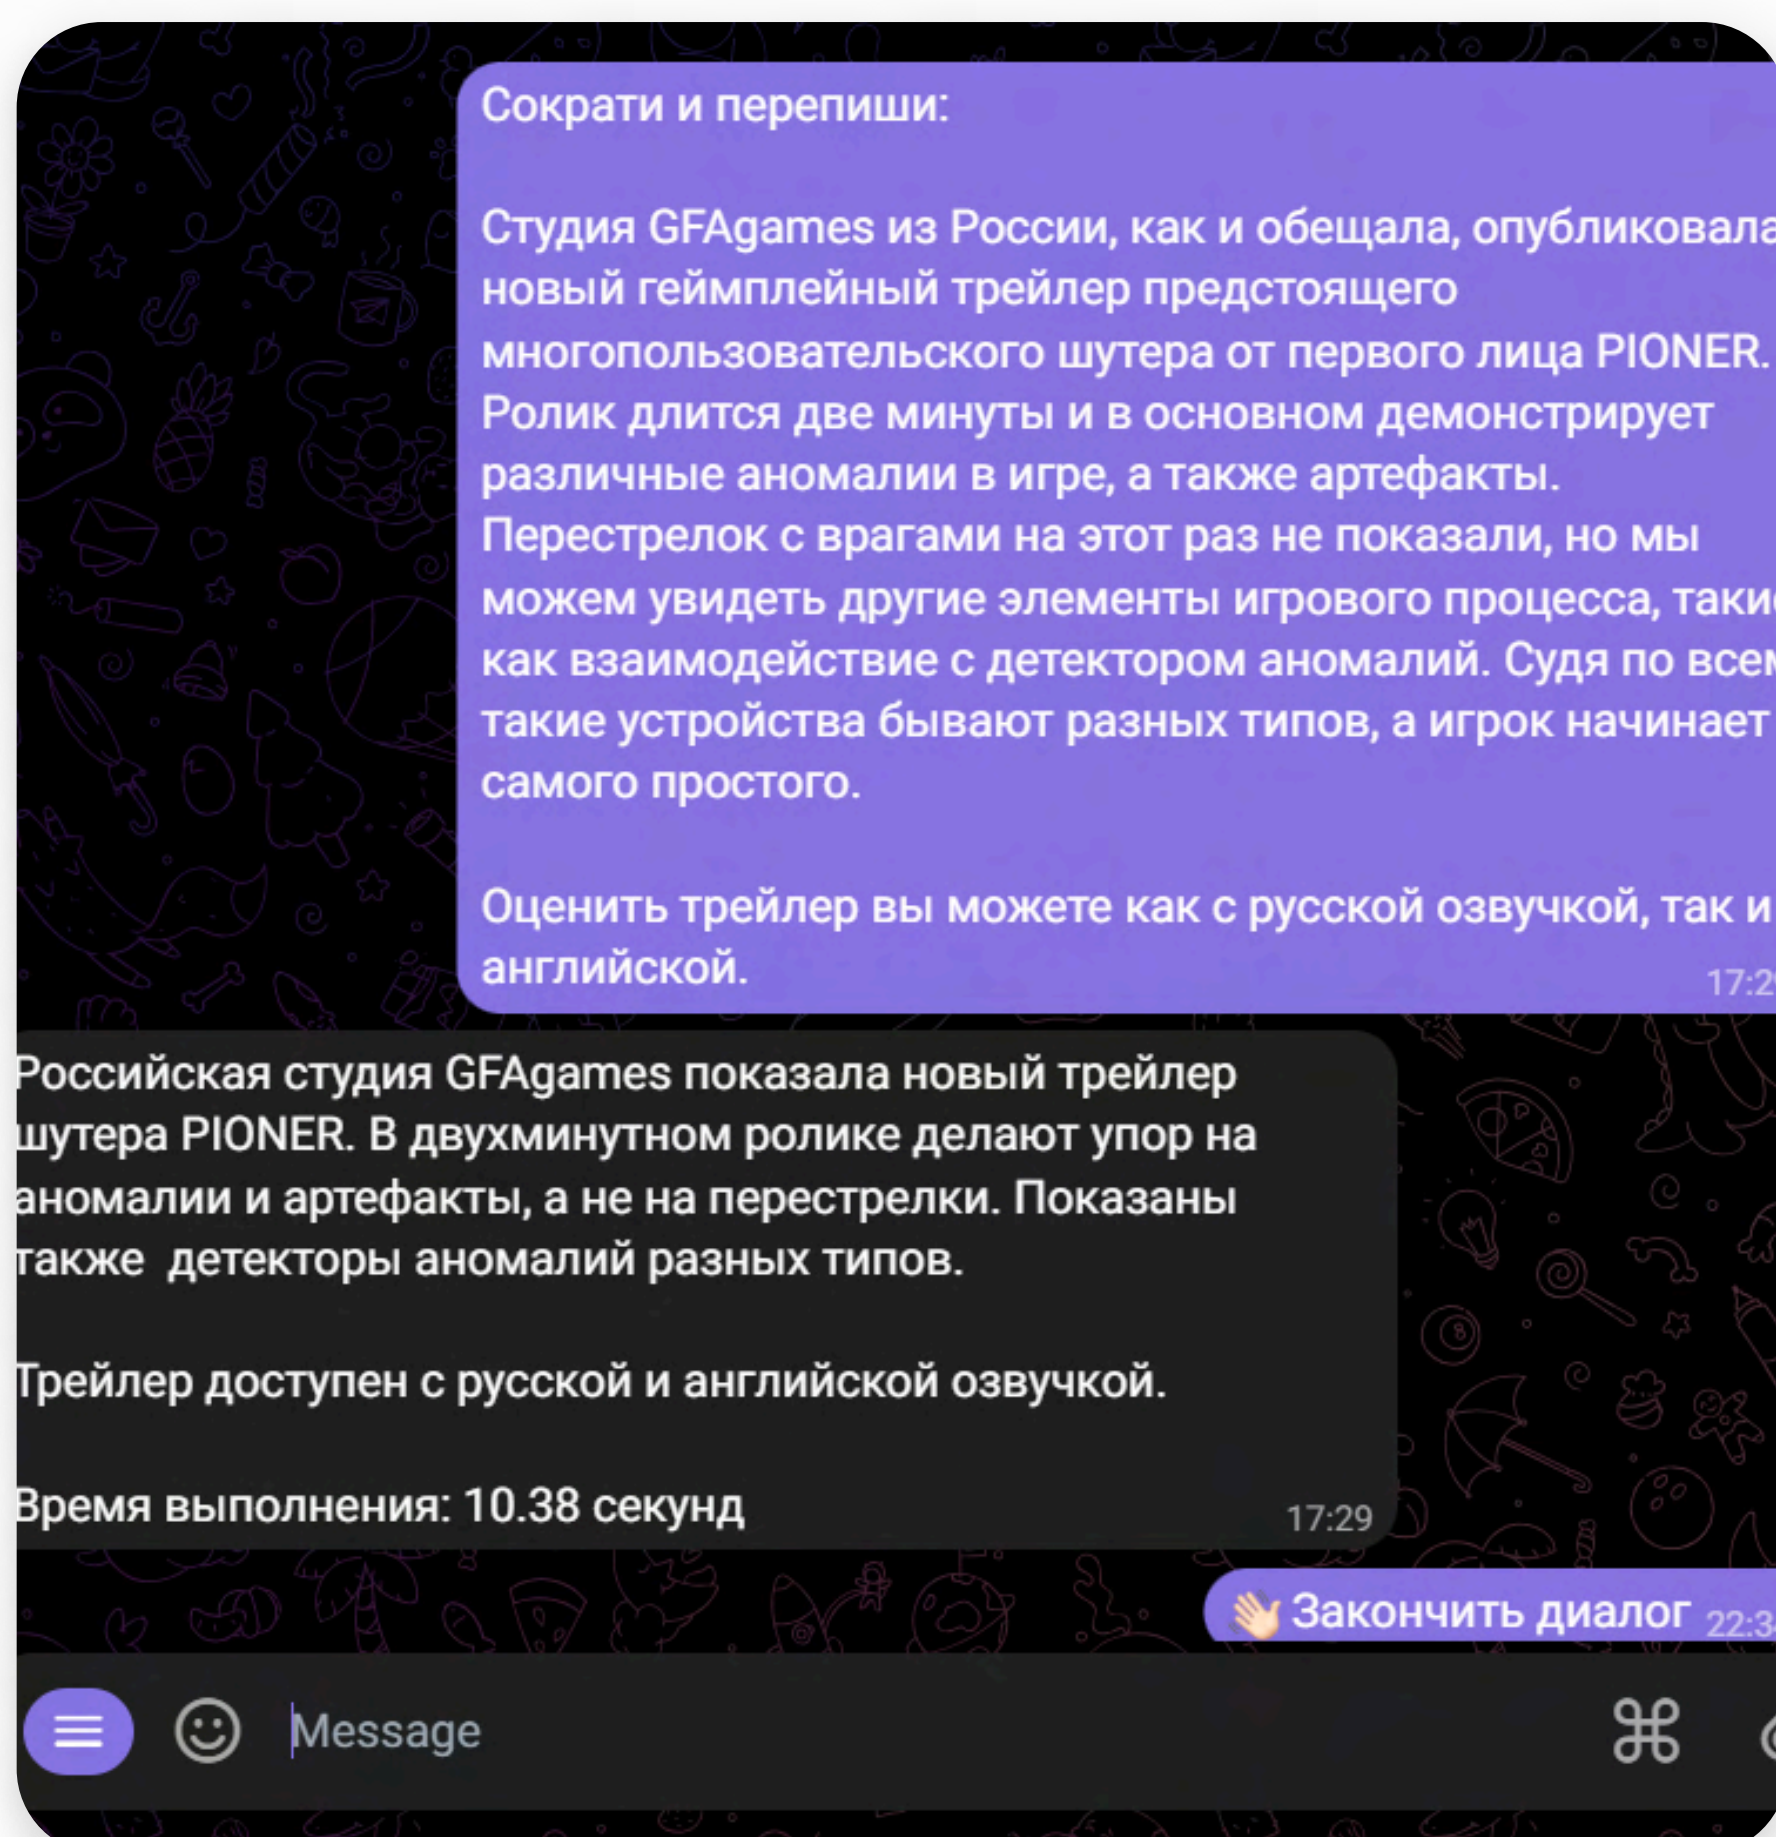 Сократи и перепиши:
Студия GFAgames из России, как и обещала, опубликовала
новый геймплейный трейлер предстоящего
многопользовательского шутера от первого лица PIONER.
Ролик длится две минуты и в основном демонстрирует
различные аномалии в игре, а также артефакты.
Перестрелок с врагами на этот раз не показали, но мы
можем увидеть другие элементы игрового процесса, такие
как взаимодействие с детектором аномалий. Судя по
такие устройства бывают разных типов, а игрок начинает
самого простого.
Оценить трейлер вы можете как с русской озвучкой, так и
английской.
Российская студия GFAgames показала новый трейлер
шутера PIONER. В двухминутном ролике делают упор на
аномалии и артефакты, а не на перестрелки. Показаны
также детекторы аномалий разных типов.
Трейлер доступен с русской и английской озвучкой.
Время выполнения: 10.38 секунд
17:29
👋🏻 Закончить диалог
Message